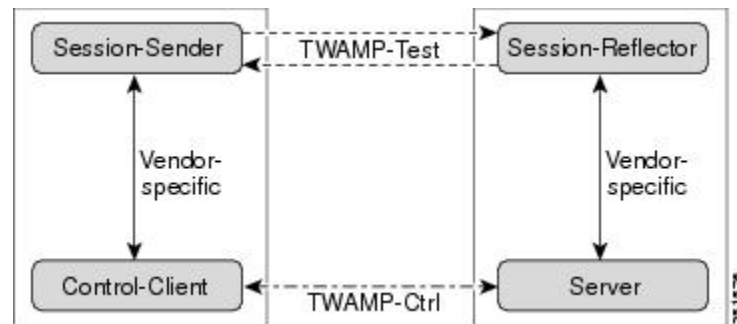 Session-Sender
TWAMP-Test
Session-Reflector
Vendor-
specific
Vendor-
specific
Control-Client
TWAMP-Ctrl
Server